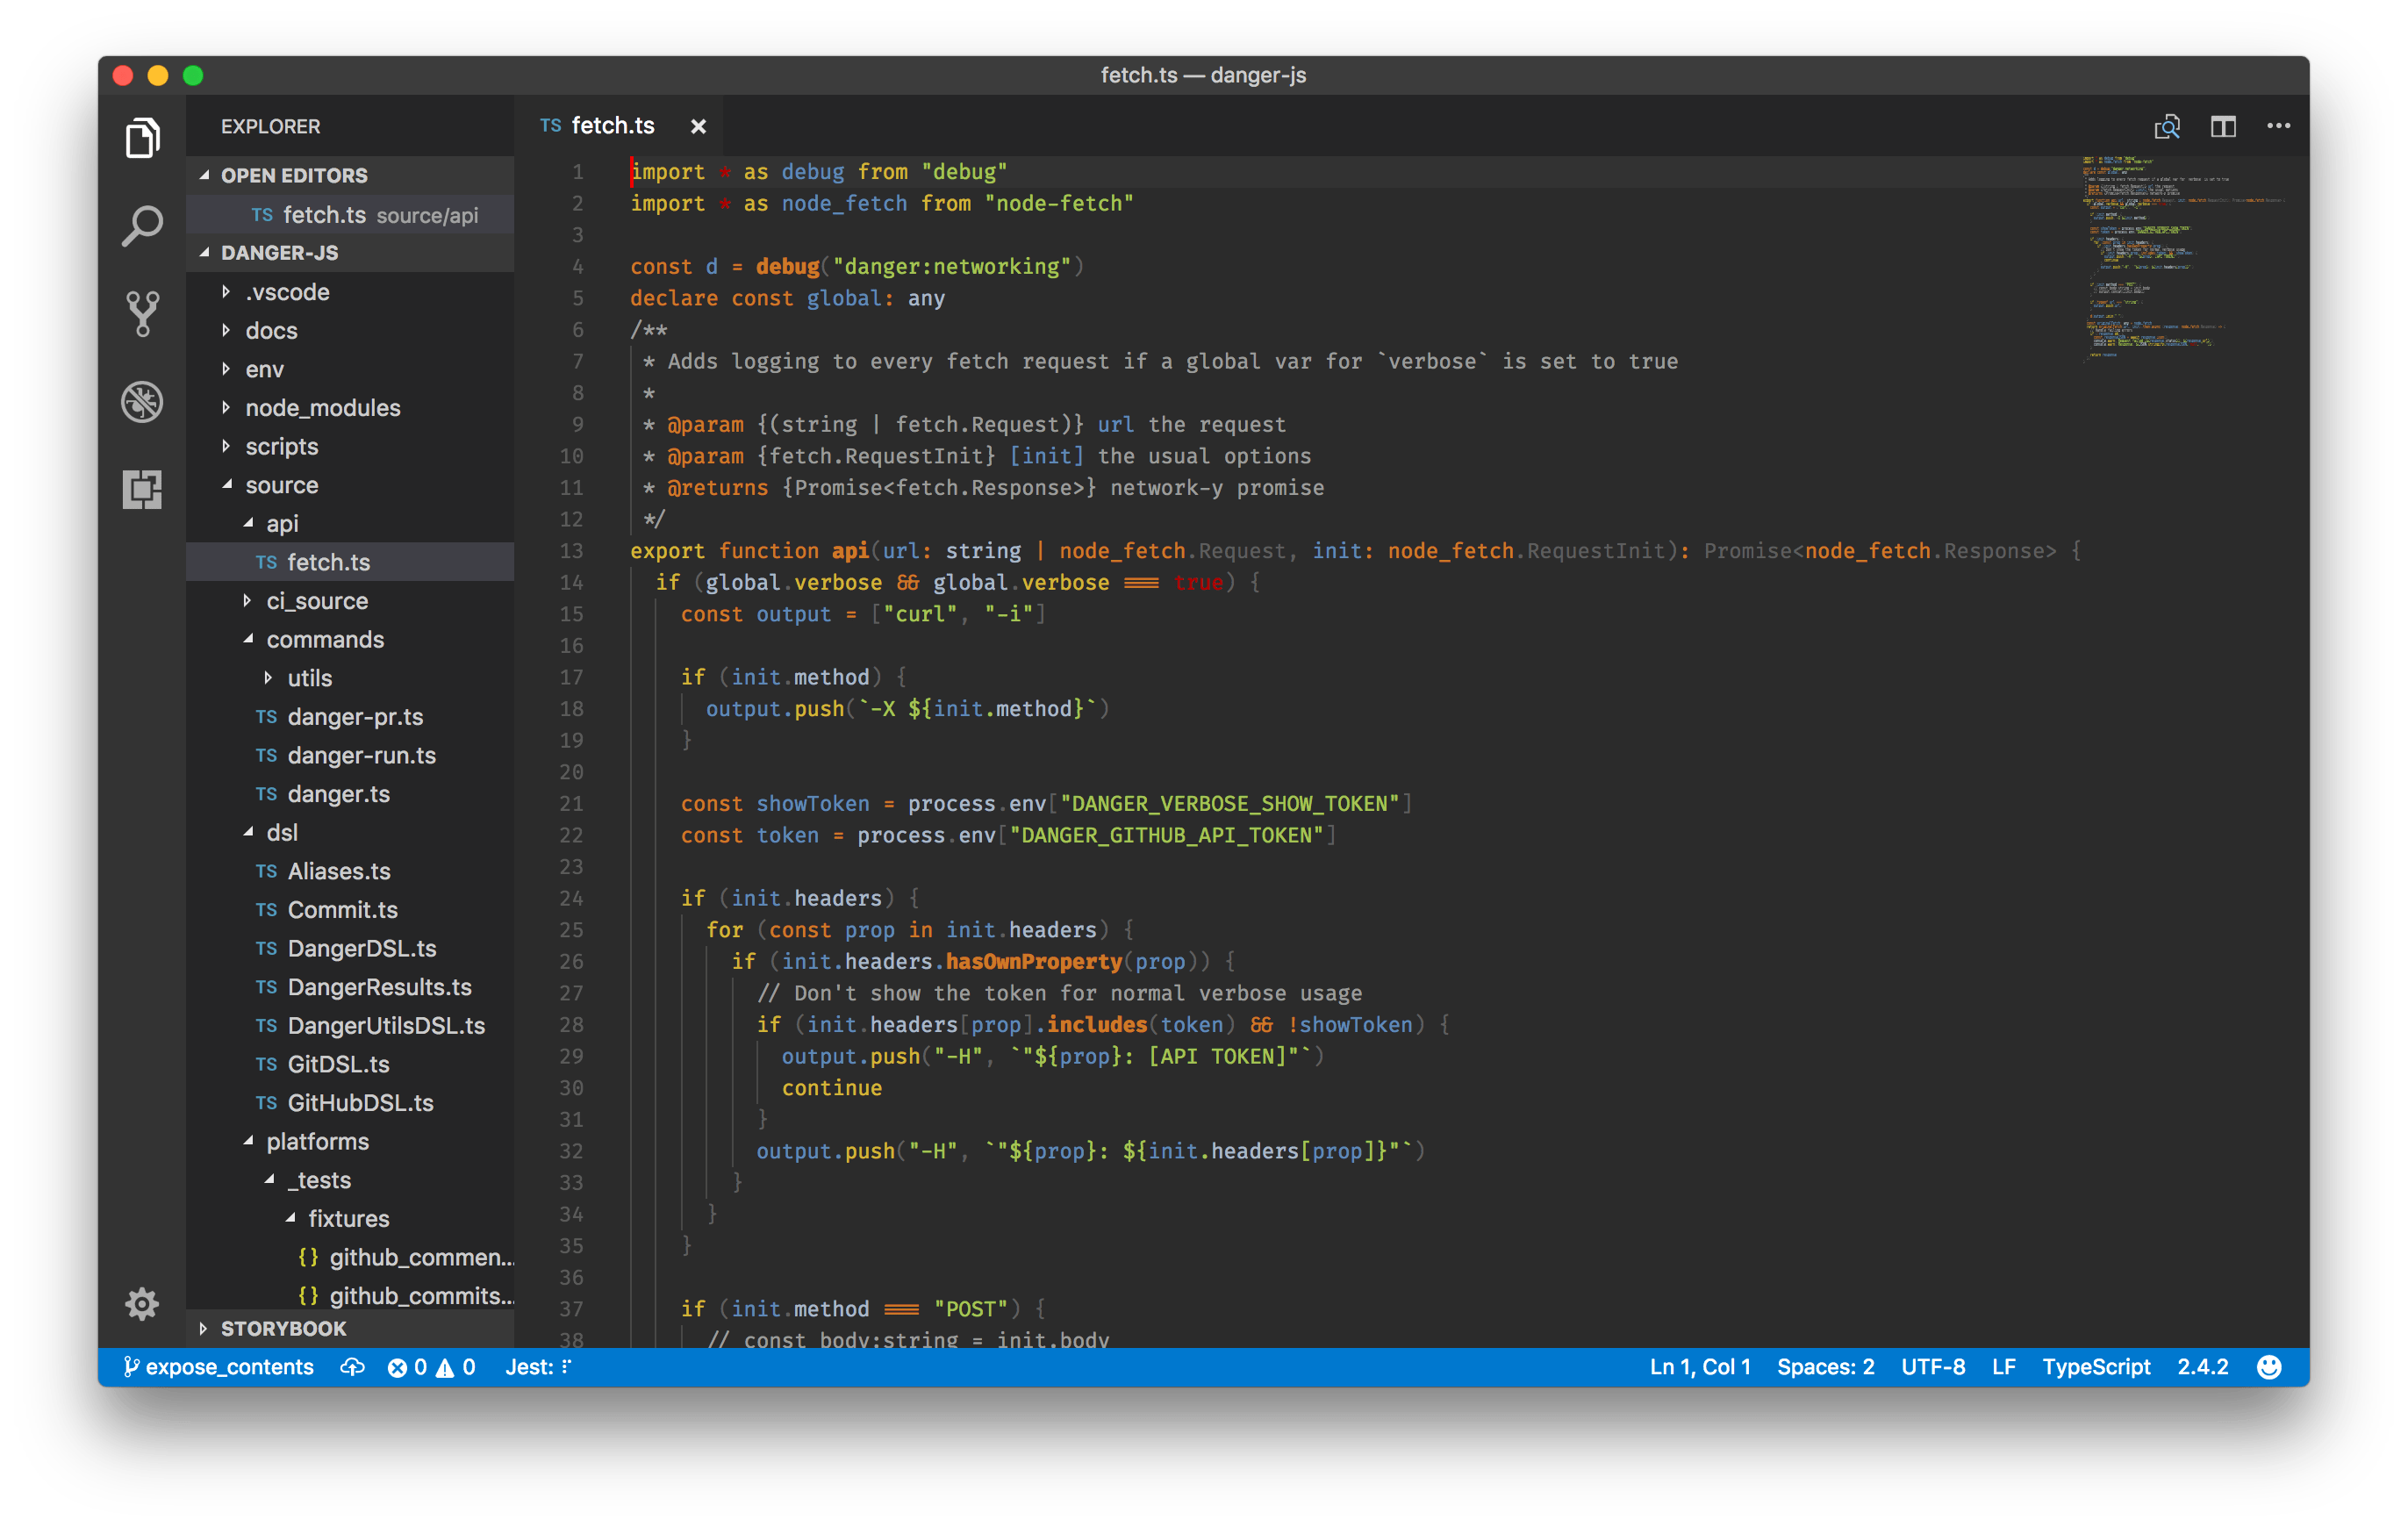 fetch.ts — danger-js
EXPLORER
OPEN EDITORS
TS fetch.ts source/api
DANGER-JS
.vscode
docs
env
node_modules
scripts
source
api
TS fetch.ts
ci_source
commands
utils
TS danger-pr.ts
TS danger-run.ts
TS danger.ts
dsl
TS Aliases.ts
TS Commit.ts
TS DangerDSL.ts
TS DangerResults.ts
TS DangerUtilsDSL.ts
TS GitDSL.ts
TS GitHubDSL.ts
platforms
_tests
fixtures
{} github_commen...
{} github_commits...
STORYBOOK
TS fetch.ts ×
1 import * as debug from "debug"
2 import * as node_fetch from "node-fetch"
3
4 const d = debug("danger:networking")
5 declare const global: any
6 /**
7 * Adds logging to every fetch request if a global var for `verbose` is set to true
8 *
9 * @param {(string | fetch.Request)} url the request
10 * @param {fetch.RequestInit} [init] the usual options
11 * @returns {Promise<fetch.Response>} network-y promise
12 */
13 export function api(url: string | node_fetch.Request, init: node_fetch.RequestInit): Promise<node_fetch.Response> {
14 if (global.verbose && global.verbose === true) {
15 const output = ["curl", "-i"]
16
17 if (init.method) {
18 output.push(`-X ${init.method}`)
19 }
20
21 const showToken = process.env["DANGER_VERBOSE_SHOW_TOKEN"]
22 const token = process.env["DANGER_GITHUB_API_TOKEN"]
23
24 if (init.headers) {
25 for (const prop in init.headers) {
26 if (init.headers.hasOwnProperty(prop)) {
27 // Don't show the token for normal verbose usage
28 if (init.headers[prop].includes(token) && !showToken) {
29 output.push("-H", `"${prop}: [API TOKEN]"`)
30 continue
31 }
32 output.push("-H", `"${prop}: ${init.headers[prop]}"`)
33 }
34 }
35 }
36
37 if (init.method === "POST") {
38 // const body:string = init.body
expose_contents 0 0 Jest: Ln 1, Col 1 Spaces: 2 UTF-8 LF TypeScript 2.4.2